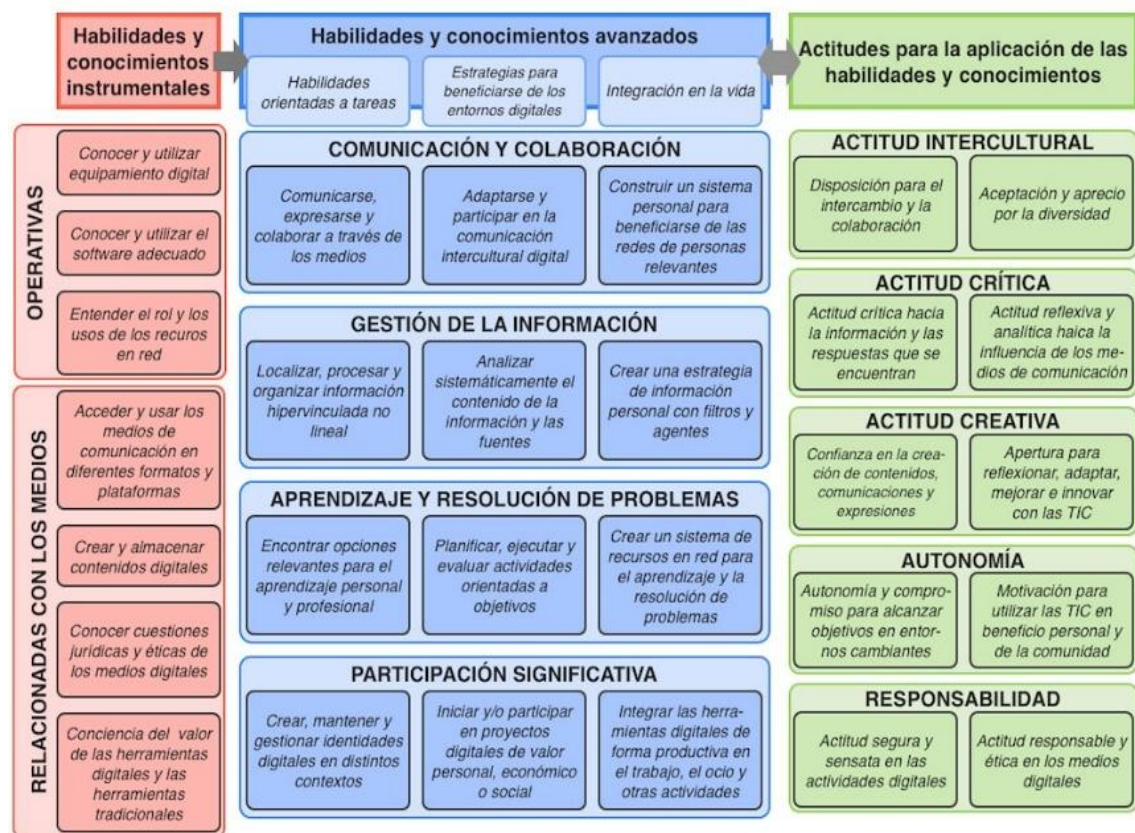 Habilidades y
conocimientos
instrumentales
Habilidades y conocimientos avanzados
Habilidades
orientadas a tareas
Estrategias para
beneficiarse de los
entornos digitales
Integración en la vida
Actitudes para la aplicación de las
habilidades y conocimientos
OPERATIVAS
Conocer y utilizar
equipamiento digital
Conocer y utilizar el
software adecuado
Entender el rol y los
usos de los recuros
en red
RELACIONADAS CON LOS MEDIOS
Acceder y usar los
medios de
comunicación en
diferentes formatos y
plataformas
Crear y almacenar
contenidos digitales
Conocer cuestiones
jurídicas y éticas de
los medios digitales
Conciencia del valor
de las herramientas
digitales y las
herramientas
tradicionales
COMUNICACIÓN Y COLABORACIÓN
Comunicarse,
expresarse y
colaborar a través de
los medios
Adaptarse y
participar en la
comunicación
intercultural digital
Construir un sistema
personal para
beneficiarse de las
redes de personas
relevantes
GESTIÓN DE LA INFORMACIÓN
Localizar, procesar y
organizar información
hipervinculada no
lineal
Analizar
sistemáticamente el
contenido de la
información y las
fuentes
Crear una estrategia
de información
personal con filtros y
agentes
APRENDIZAJE Y RESOLUCIÓN DE PROBLEMAS
Encontrar opciones
relevantes para el
aprendizaje personal
y profesional
Planificar, ejecutar y
evaluar actividades
orientadas a
objetivos
Crear un sistema de
recursos en red para
el aprendizaje y la
resolución de
problemas
PARTICIPACIÓN SIGNIFICATIVA
Crear, mantener y
gestionar identidades
digitales en distintos
contextos
Iniciar y/o participar
en proyectos
digitales de valor
personal, económico
o social
Integrar las herra-
mientas digitales de
forma productiva en
el trabajo, el ocio y
otras actividades
ACTITUD INTERCULTURAL
Disposición para el
intercambio y la
colaboración
Aceptación y aprecio
por la diversidad
ACTITUD CRÍTICA
Actitud crítica hacia
la información y las
respuestas que se
encuentran
Actitud reflexiva y
analítica haica la
influencia de los me-
dios de comunicación
ACTITUD CREATIVA
Confianza en la crea-
ción de contenidos,
comunicaciones y
expresiones
Apertura para
reflexionar, adaptar,
mejorar e innovar
con las TIC
AUTONOMÍA
Autonomía y compro-
miso para alcanzar
objetivos en entor-
nos cambiantes
Motivación para
utilizar las TIC en
beneficio personal y
de la comunidad
RESPONSABILIDAD
Actitud segura y
sensata en las
actividades digitales
Actitud responsable y
ética en los medios
digitales